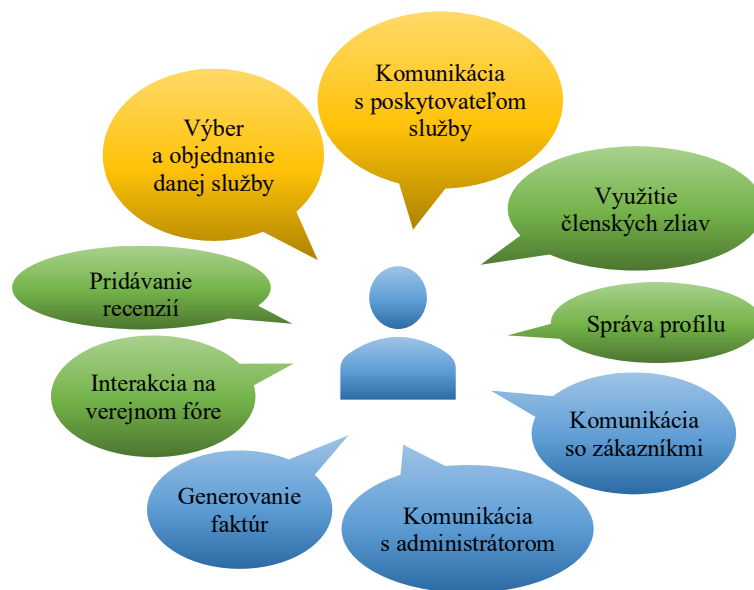 Komunikácia
s poskytovateľom
služby
Výber
a objednanie
danej služby
Využitie
členských zliav
Pridávanie
recenzií
Správa profilu
Interakcia na
verejnom fóre
Komunikácia
so zákazníkmi
Generovanie
faktúr
Komunikácia
s administrátorom